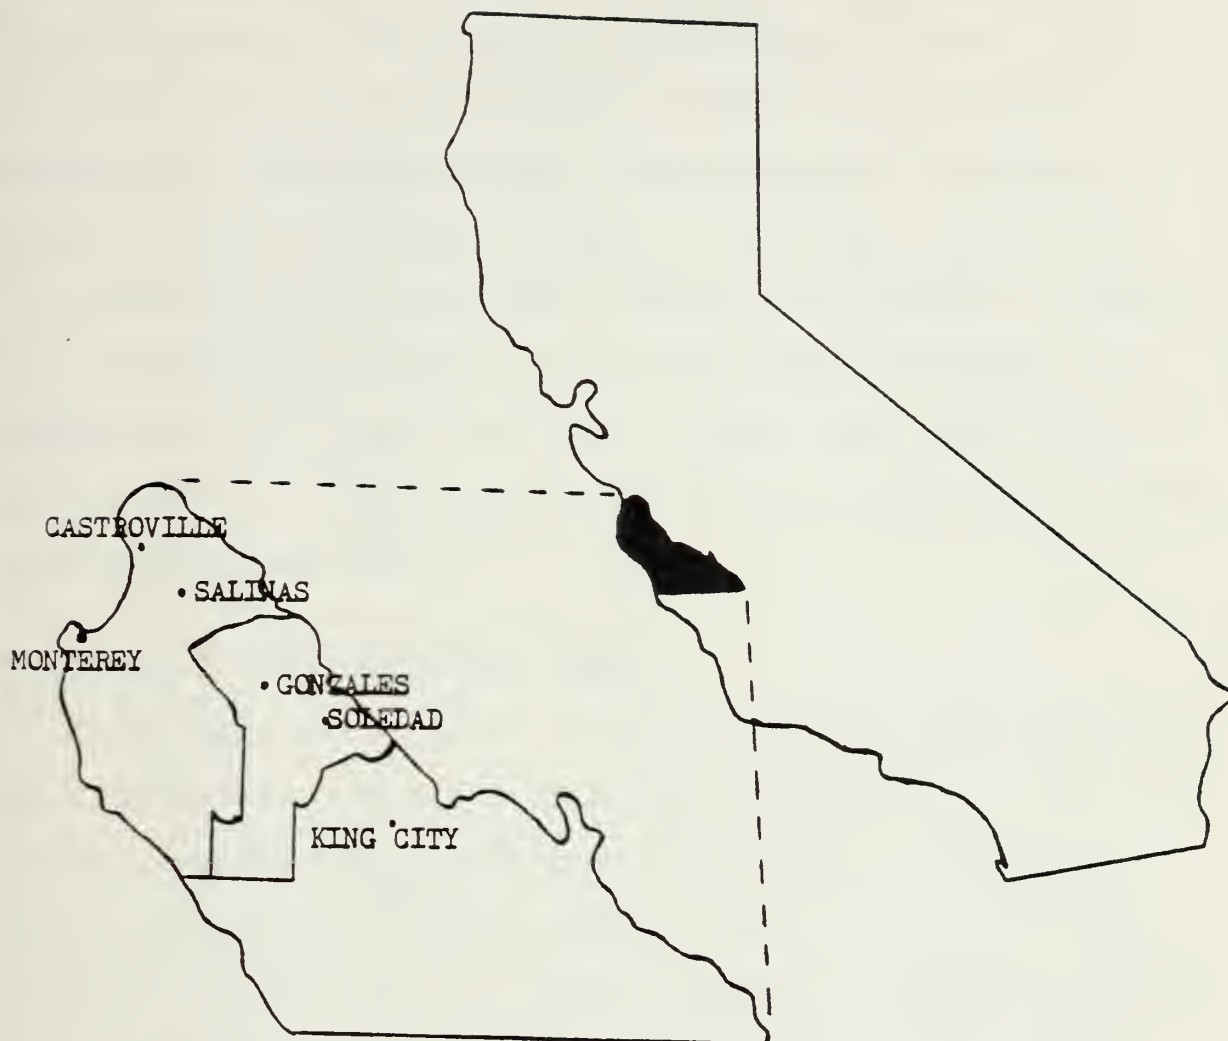 CASTROVILLE
SALINAS
MONTEREY
GONZALES
SOLEDAD
KING CITY